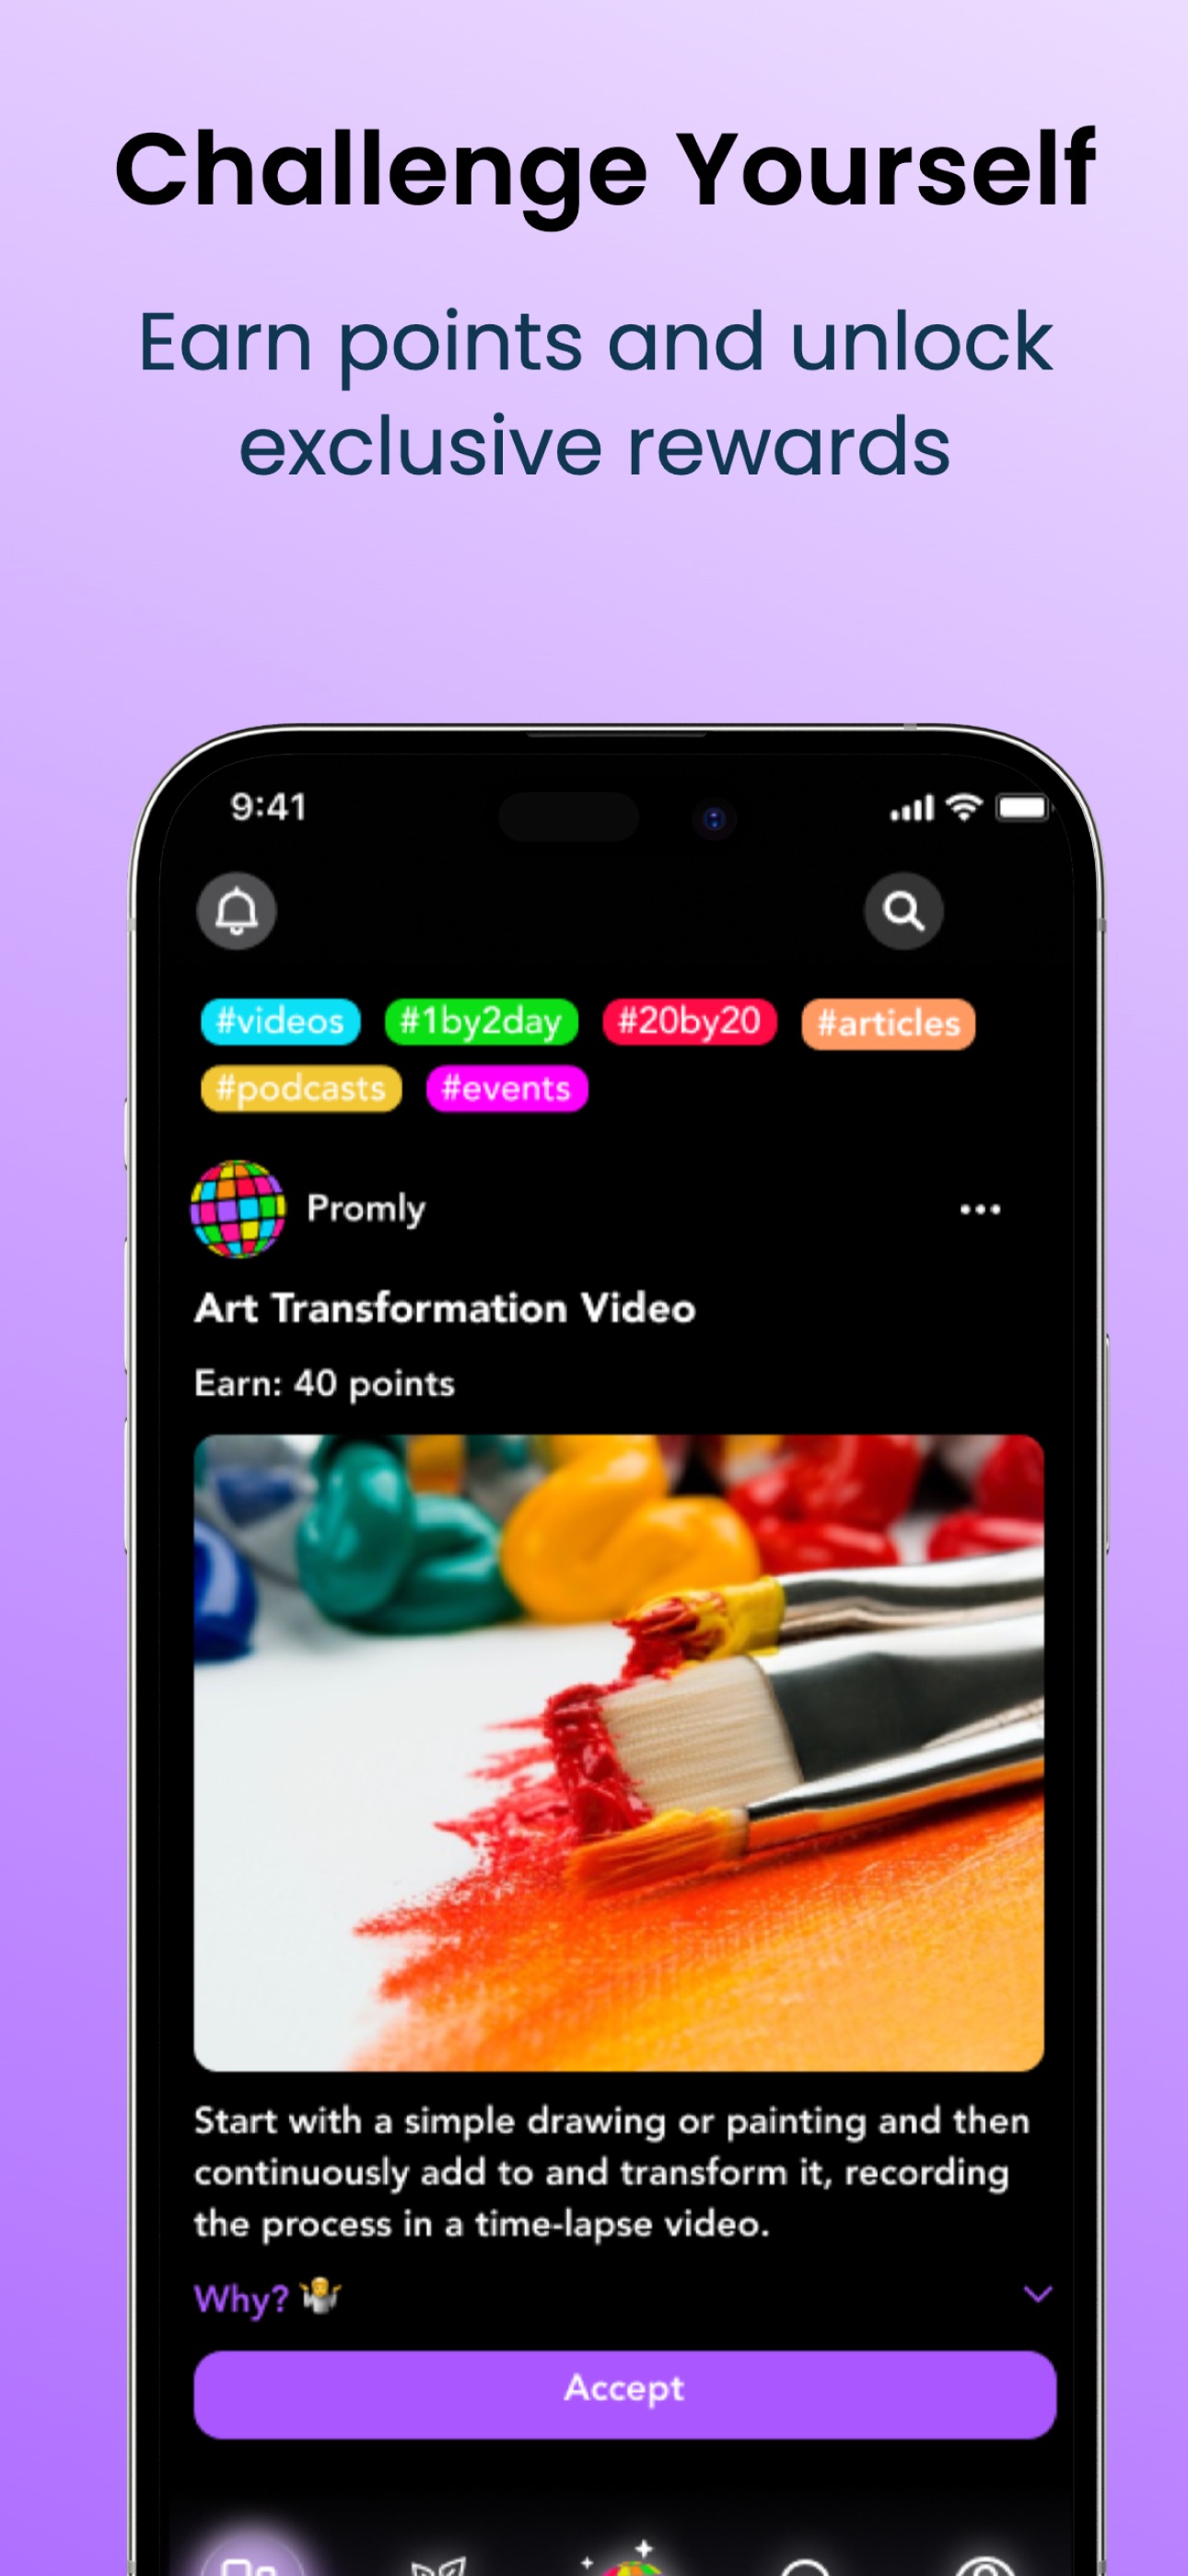 Challenge Yourself
Earn points and unlock
exclusive rewards
9:41
#videos #1by2day #20by20 #articles
#podcasts #events
Promly
Art Transformation Video
Earn: 40 points
Start with a simple drawing or painting and then
continuously add to and transform it, recording
the process in a time-lapse video.
Why? 🤷
Accept